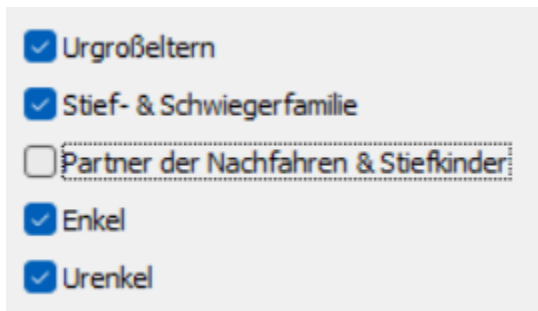 Urgroßeltern
Stief- & Schwiegerfamilie
Partner der Nachfahren & Stiefkinder
Enkel
Urenkel